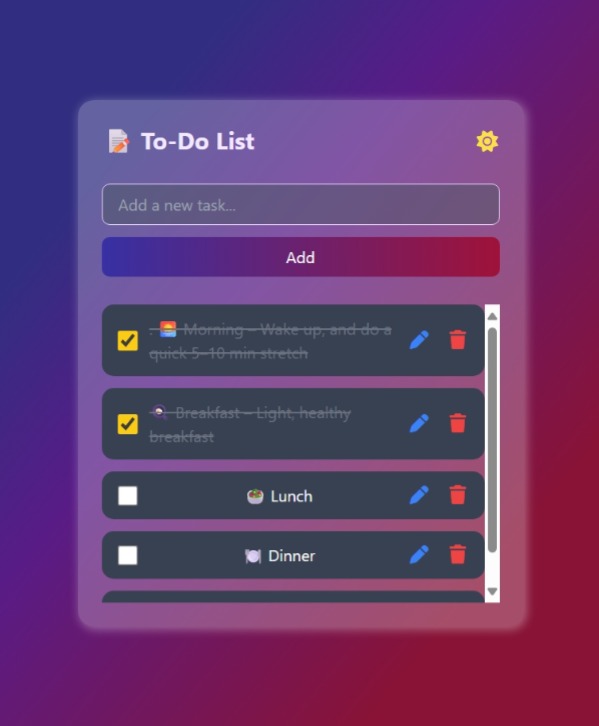 📝 To-Do List
Add a new task...
Add
: 🌅 Morning – Wake up, and do a
quick 5–10 min stretch
🍳 Breakfast – Light, healthy
breakfast
🥗 Lunch
🍽️ Dinner